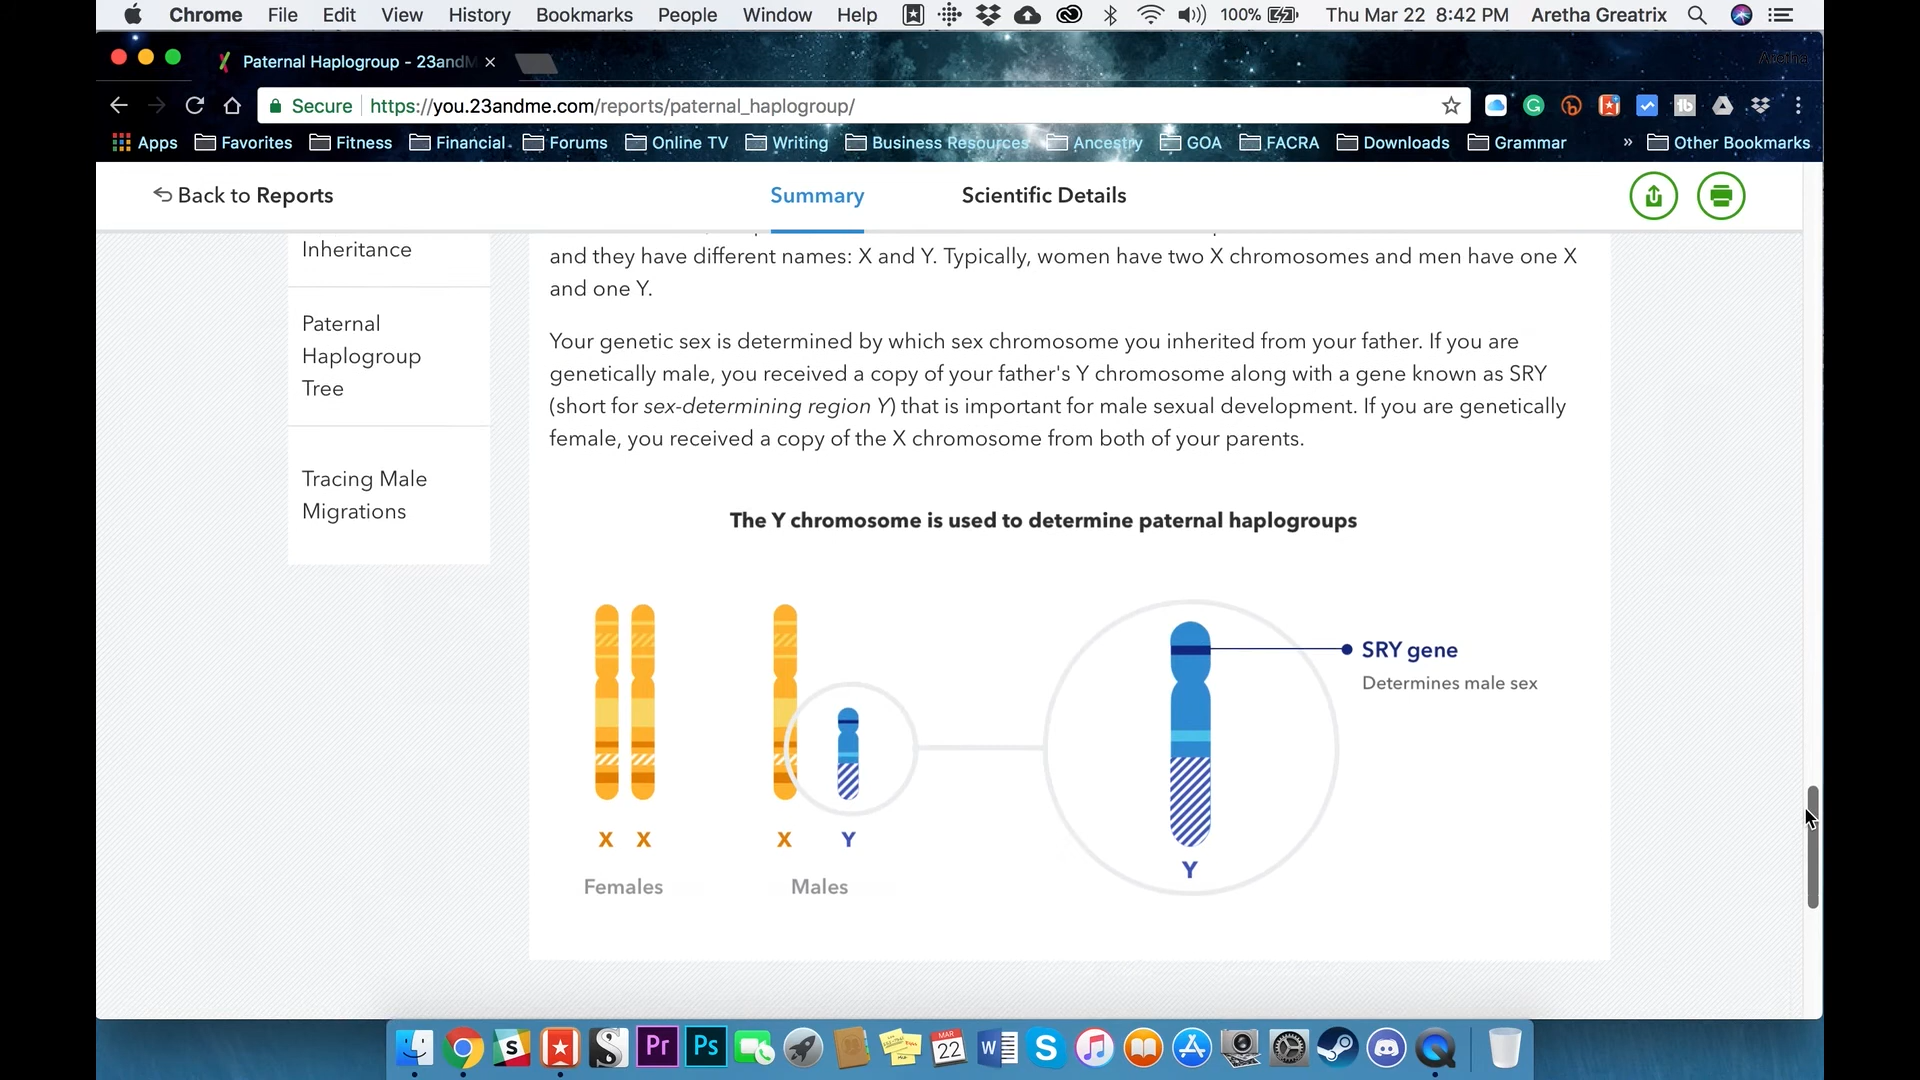 Chrome File Edit View History Bookmarks People Window Help 100% Thu Mar 22 8:42 PM Aretha Greatrix
Paternal Haplogroup - 23andM
Aretha
Secure https://you.23andme.com/reports/paternal_haplogroup/
Apps Favorites Fitness Financial Forums Online TV Writing Business Resources Ancestry GOA FACRA Downloads Grammar » Other Bookmarks
Back to Reports Summary Scientific Details
Inheritance
Paternal
Haplogroup
Tree
Tracing Male
Migrations
and they have different names: X and Y. Typically, women have two X chromosomes and men have one X
and one Y.
Your genetic sex is determined by which sex chromosome you inherited from your father. If you are
genetically male, you received a copy of your father's Y chromosome along with a gene known as SRY
(short for sex-determining region Y) that is important for male sexual development. If you are genetically
female, you received a copy of the X chromosome from both of your parents.
The Y chromosome is used to determine paternal haplogroups
SRY gene
Determines male sex
X X X Y
Y
Females Males
S S Pr Ps MAR 22 W S